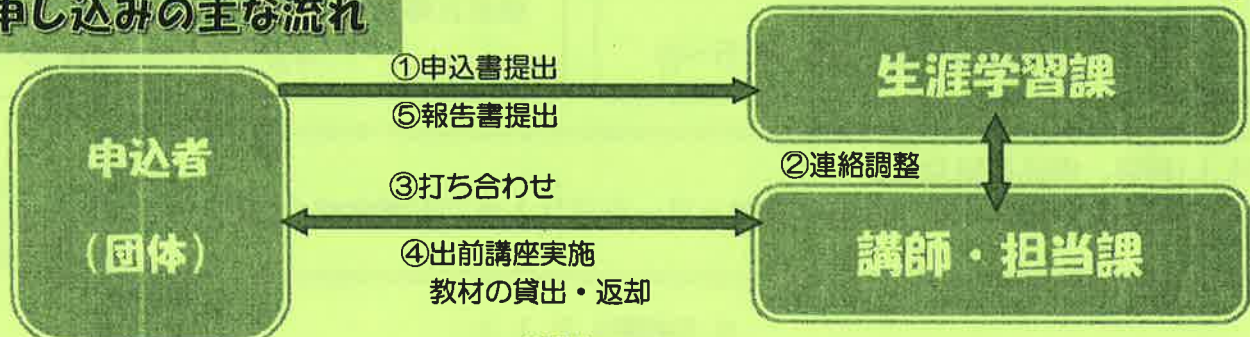 申し込みの主な流れ
①申込書提出
⑤報告書提出
生涯学習課
申込者
(団体)
②連絡調整
③打ち合わせ
④出前講座実施
教材の貸出・返却
講師・担当課